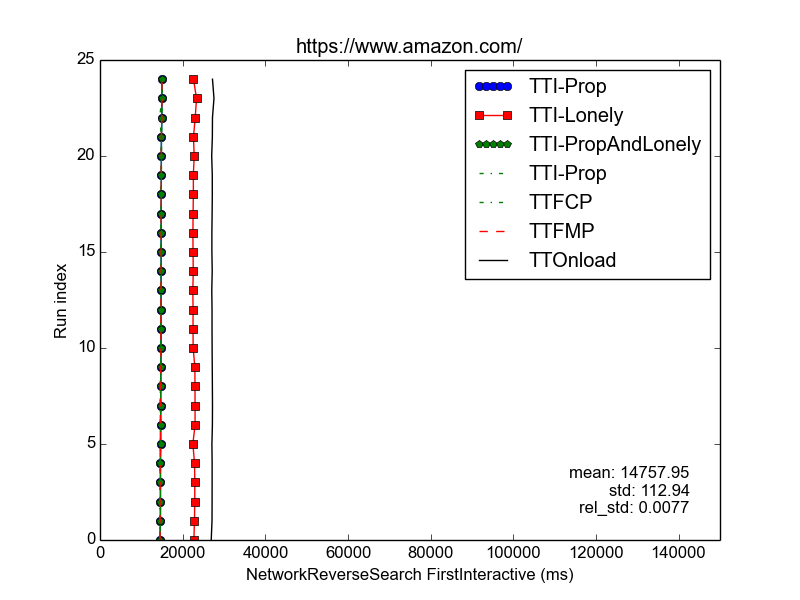 https://www.amazon.com/
25
20
15
10
5
0
Run index
TTI-Prop
TTI-Lonely
TTI-PropAndLonely
TTI-Prop
TTFCP
TTFMP
TTOnload
mean: 14757.95
std: 112.94
rel_std: 0.0077
0 20000 40000 60000 80000 100000 120000 140000
NetworkReverseSearch FirstInteractive (ms)